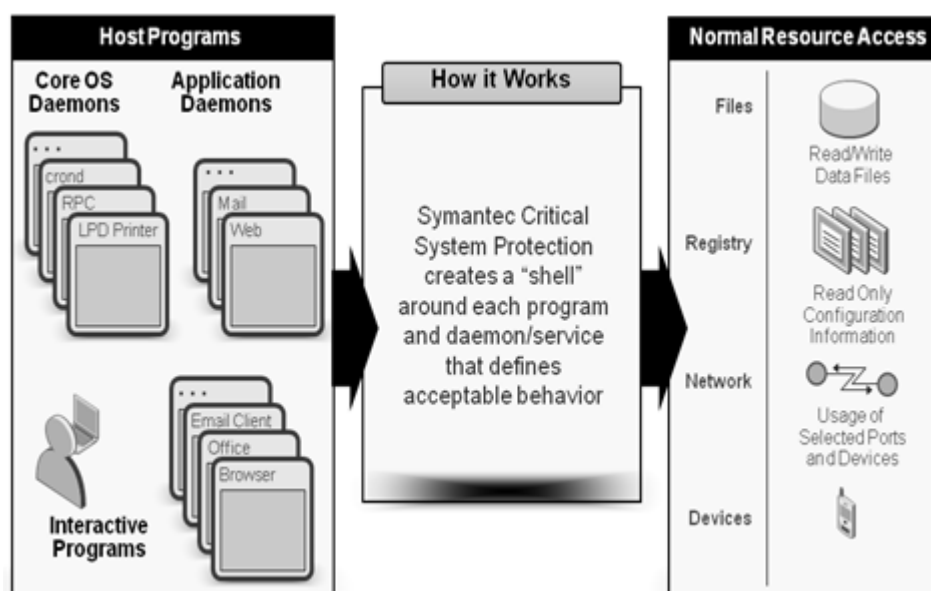 Host Programs
Core OS
Daemons
Application
Daemons
• • •
crond
RPC
LPD Printer
• • •
Mail
Web
Interactive
Programs
• • •
Email Client
Office
Browser
How it Works
Symantec Critical
System Protection
creates a “shell”
around each program
and daemon/service
that defines
acceptable behavior
Normal Resource Access
Files
Read/Write
Data Files
Registry
Read Only
Configuration
Information
Network
Usage of
Selected Ports
and Devices
Devices